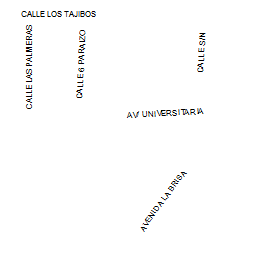 CALLE LOS TAJIBOS
CALLE LAS PALMERAS
CALLE 6 PARAIZO
CALLE S/N
AV. UNIVERSITARIA
AVENIDA LA BRISA